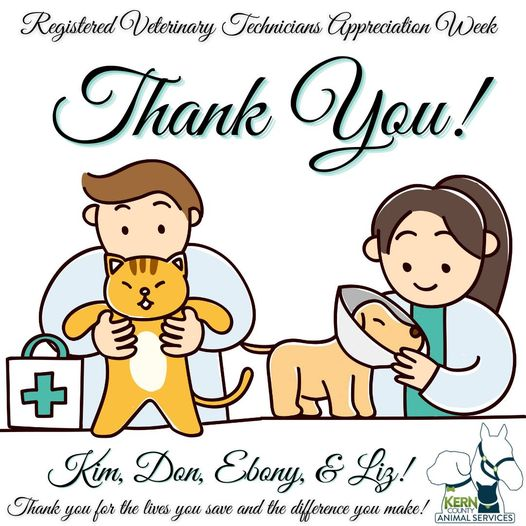 Registered Veterinary Technicians Appreciation Week
Thank You!
Kim, Don, Ebony, & Liz!
Thank you for the lives you save and the difference you make!
KERN
COUNTY
ANIMAL SERVICES